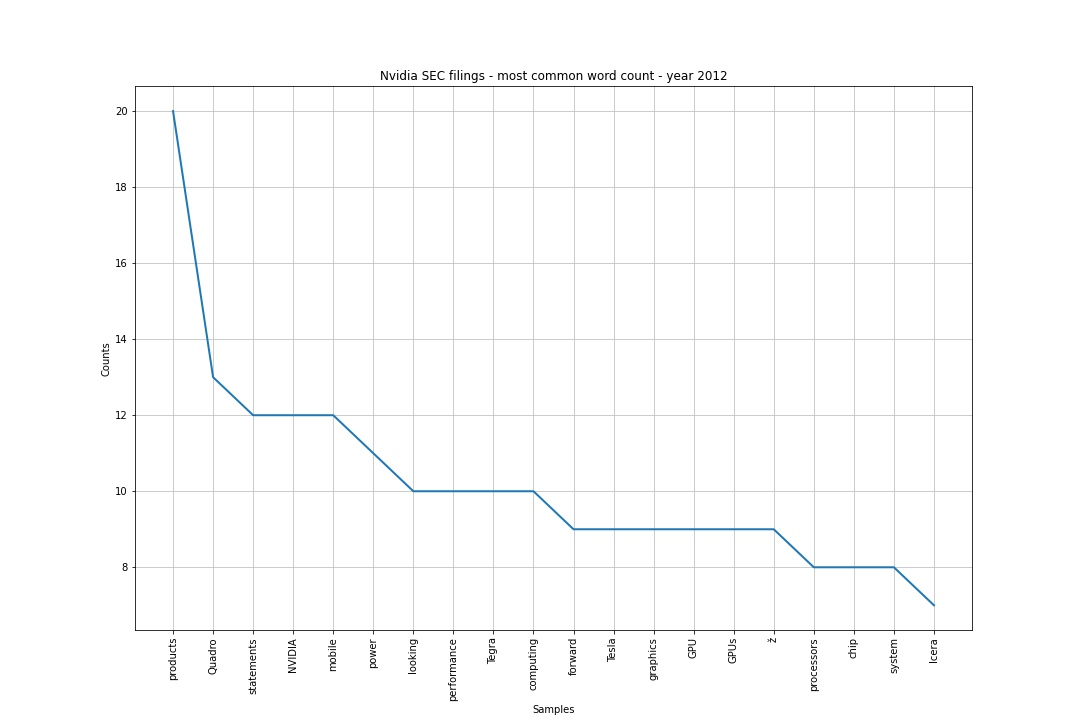 Nvidia SEC filings - most common word count - year 2012
20
18
16
14
12
10
8
Counts
products
Quadro
statements
NVIDIA
mobile
power
looking
performance
Tegra
computing
forward
Tesla
graphics
GPU
GPUs
ž
processors
chip
system
Icera
Samples